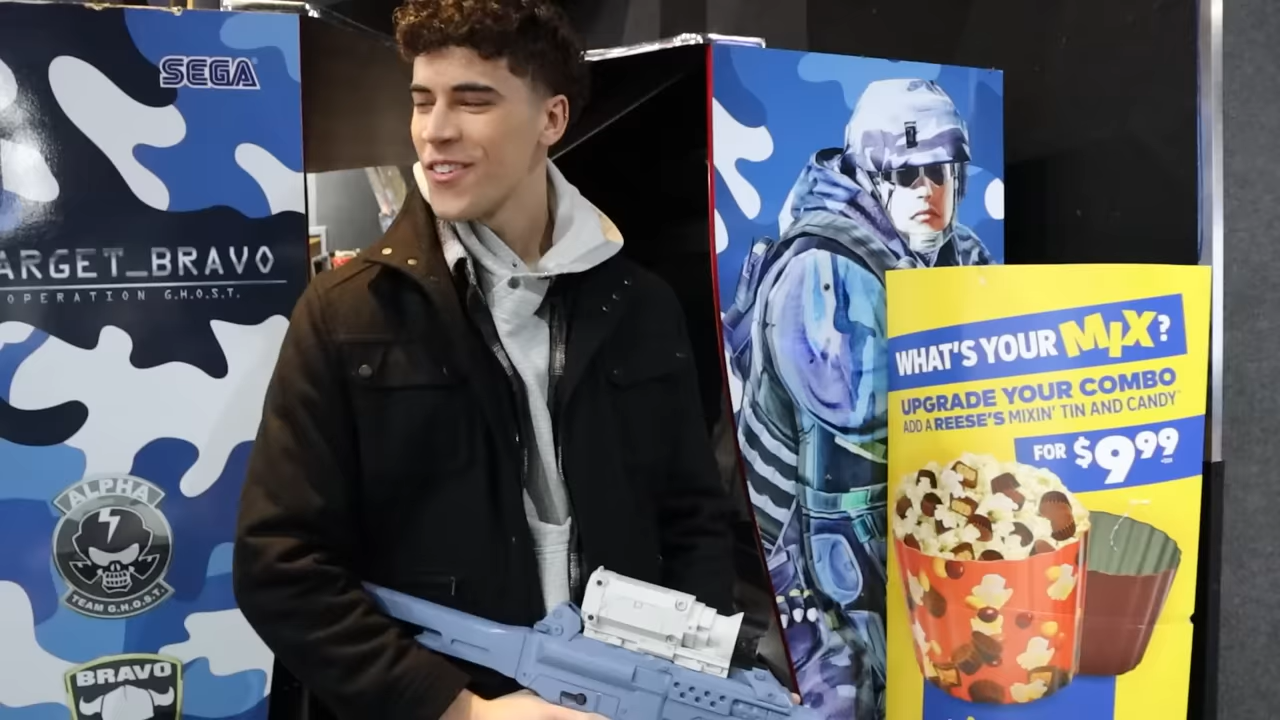 SEGA
ARGET_BRAVO
OPERATION G.H.O.S.T.
ALPHA
TEAM G.H.O.S.T.
BRAVO
WHAT'S YOUR MIX?
UPGRADE YOUR COMBO
ADD A REESE'S MIXIN' TIN AND CANDY
FOR $9.99